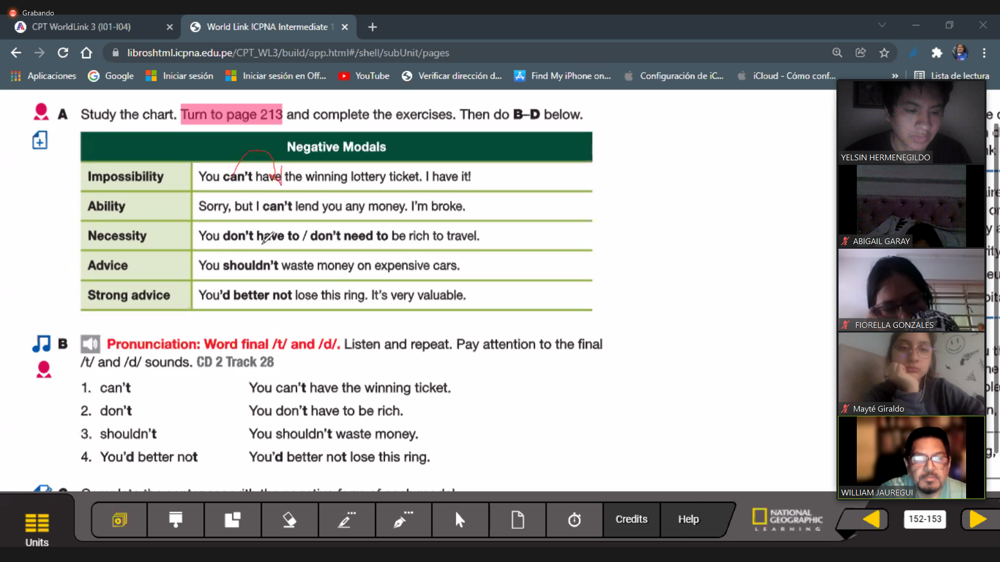 Grabando
CPT WorldLink 3 (I01-I04)
World Link ICPNA Intermediate 1
libroshtml.icpna.edu.pe/CPT_WL3/build/app.html#/shell/subUnit/pages
Aplicaciones
Google
Iniciar sesión
Iniciar sesión en Off...
YouTube
Verificar dirección d...
Find My iPhone on...
Configuración de iC...
iCloud - Cómo conf...
»
Lista de lectura
A Study the chart. Turn to page 213 and complete the exercises. Then do B–D below.
Negative Modals
Impossibility You can't have the winning lottery ticket. I have it!
Ability Sorry, but I can't lend you any money. I'm broke.
Necessity You don't have to / don't need to be rich to travel.
Advice You shouldn't waste money on expensive cars.
Strong advice You'd better not lose this ring. It's very valuable.
B Pronunciation: Word final /t/ and /d/. Listen and repeat. Pay attention to the final
/t/ and /d/ sounds. CD 2 Track 28
1. can't You can't have the winning ticket.
2. don't You don't have to be rich.
3. shouldn't You shouldn't waste money.
4. You'd better not You'd better not lose this ring.
YELSIN HERMENEGILDO
ABIGAIL GARAY
FIORELLA GONZALES
Mayté Giraldo
WILLIAM JAUREGUI
Units
Credits
Help
NATIONAL
GEOGRAPHIC
LEARNING
152-153